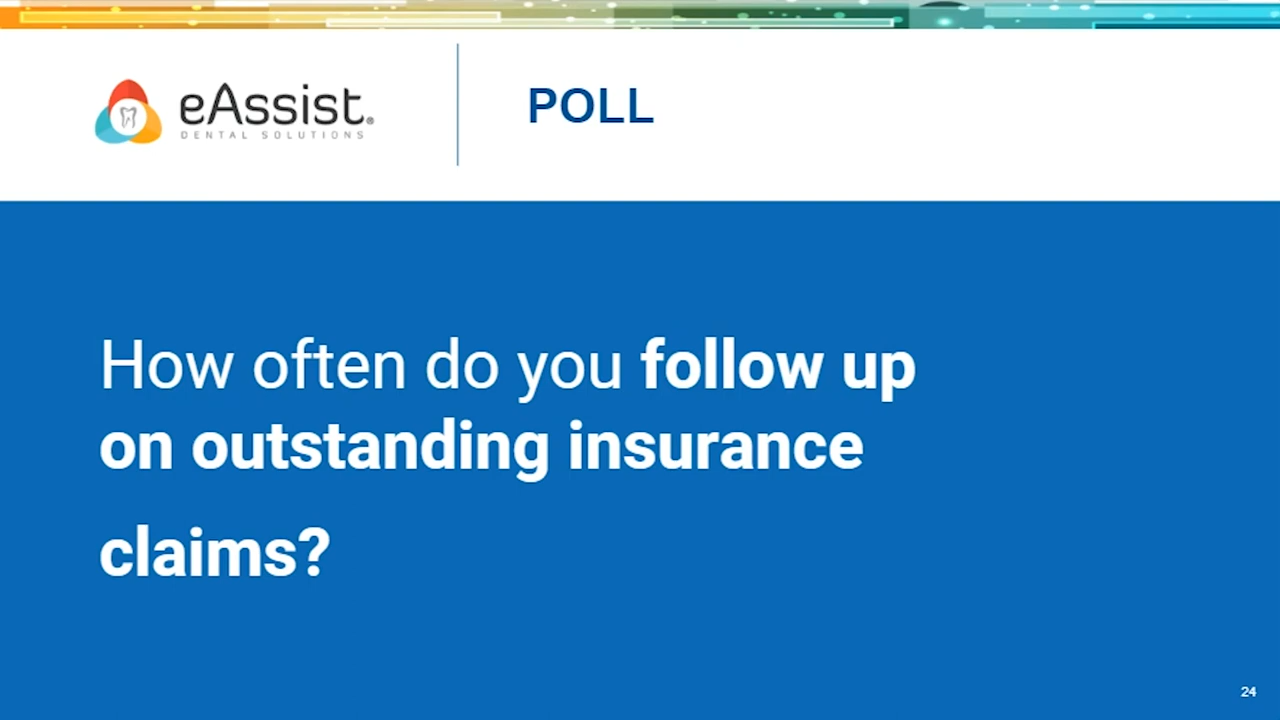 eAssist®
DENTAL SOLUTIONS
POLL
How often do you follow up
on outstanding insurance
claims?
24